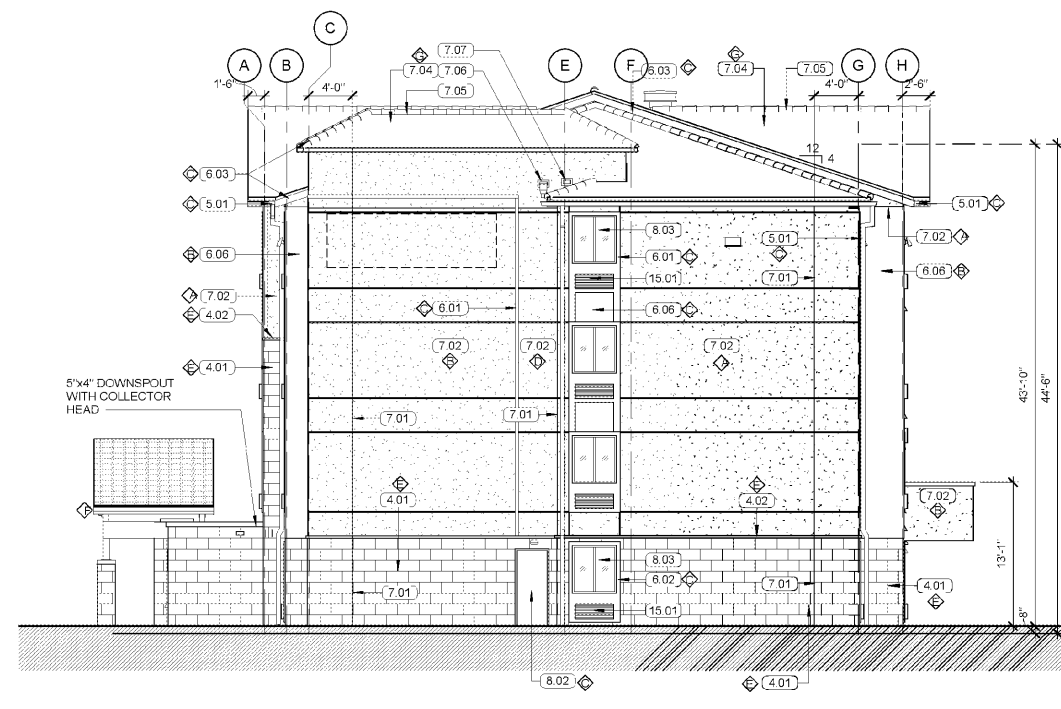 C
G
7.07
A
B
E
F
G
H
7.04
7.06
6.03
C
G
7.04
7.05
1'-6"
4'-0"
7.05
4'-0"
2'-6"
12
4
C
6.03
C
5.01
5.01
C
8.03
5.01
C
7.02
A
B
6.06
6.01
C
7.01
6.06
B
15.01
A
7.02
C
6.01
6.06
C
E
4.02
7.02
B
7.02
D
7.02
A
E
4.01
5"x4" DOWNSPOUT
WITH COLLECTOR
HEAD
43'-10"
44'-6"
7.01
7.01
E
4.01
E
4.02
7.02
B
F
13'-1"
8.03
6.02
C
7.01
4.01
E
7.01
15.01
-8"
8.02
C
E
4.01